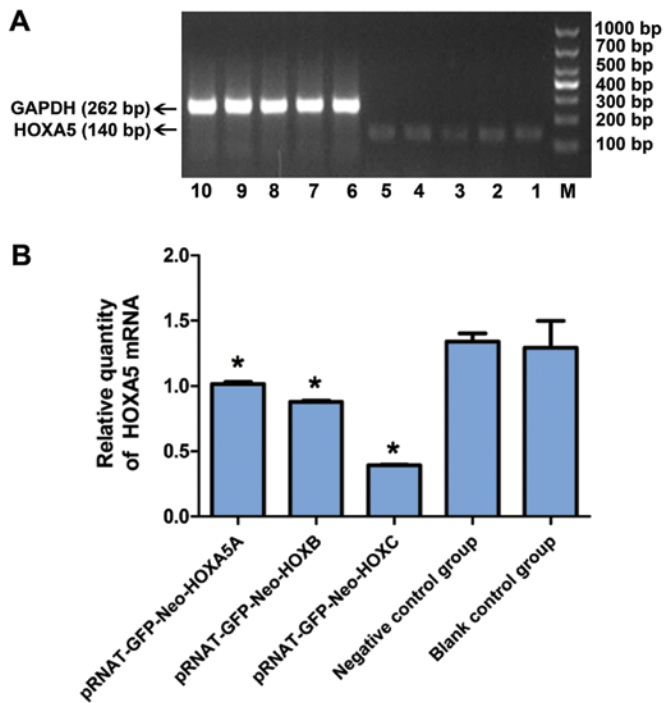 A
1000 bp
700 bp
500 bp
400 bp
300 bp
200 bp
100 bp
GAPDH (262 bp)
HOXA5 (140 bp)
10 9 8 7 6 5 4 3 2 1 M
B
Relative quantity
of HOXA5 mRNA
2.0
1.5
1.0
0.5
0.0
* * *
pRNAT-GFP-Neo-HOXA5A
pRNAT-GFP-Neo-HOXB
pRNAT-GFP-Neo-HOXC
Negative control group
Blank control group